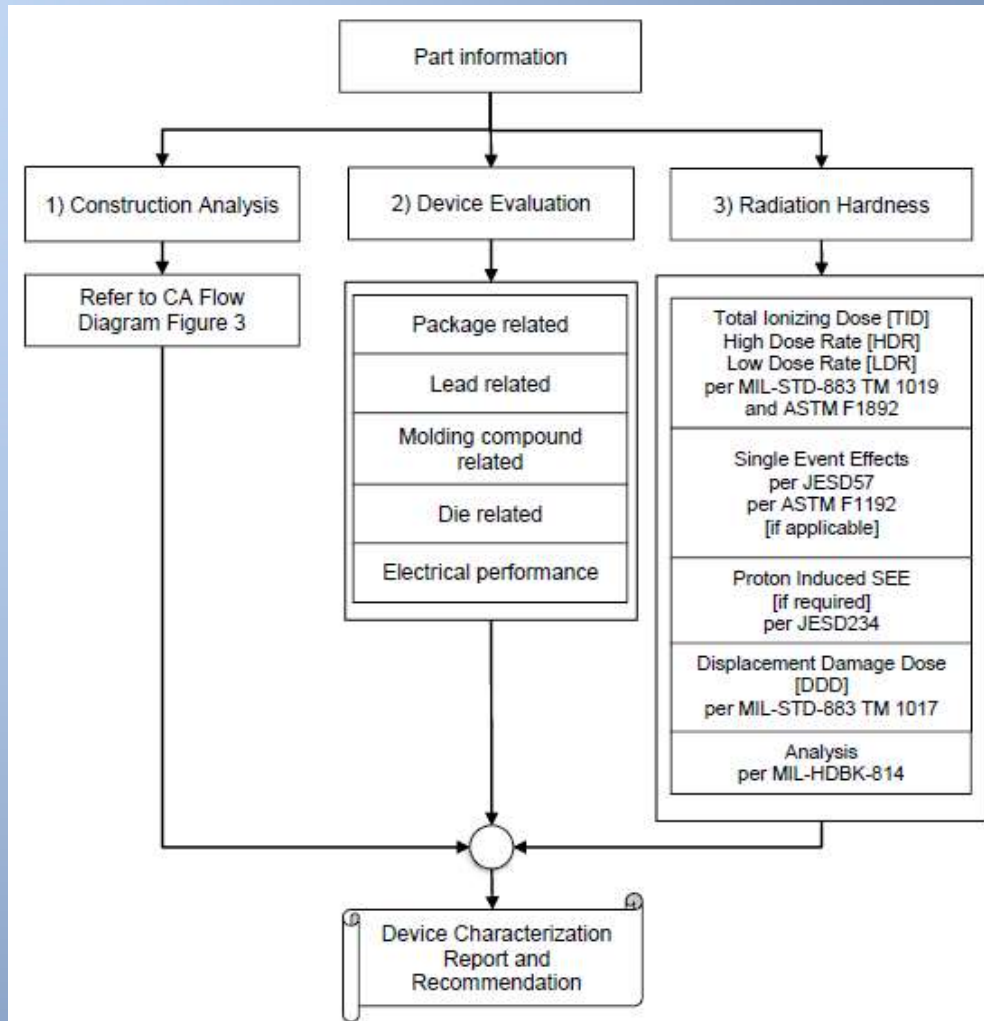 Part information
1) Construction Analysis
2) Device Evaluation
3) Radiation Hardness
Refer to CA Flow
Diagram Figure 3
Package related
Lead related
Molding compound
related
Die related
Electrical performance
Total Ionizing Dose [TID]
High Dose Rate [HDR]
Low Dose Rate [LDR]
per MIL-STD-883 TM 1019
and ASTM F1892
Single Event Effects
per JESD57
per ASTM F1192
[if applicable]
Proton Induced SEE
[if required]
per JESD234
Displacement Damage Dose
[DDD]
per MIL-STD-883 TM 1017
Analysis
per MIL-HDBK-814
Device Characterization
Report and
Recommendation